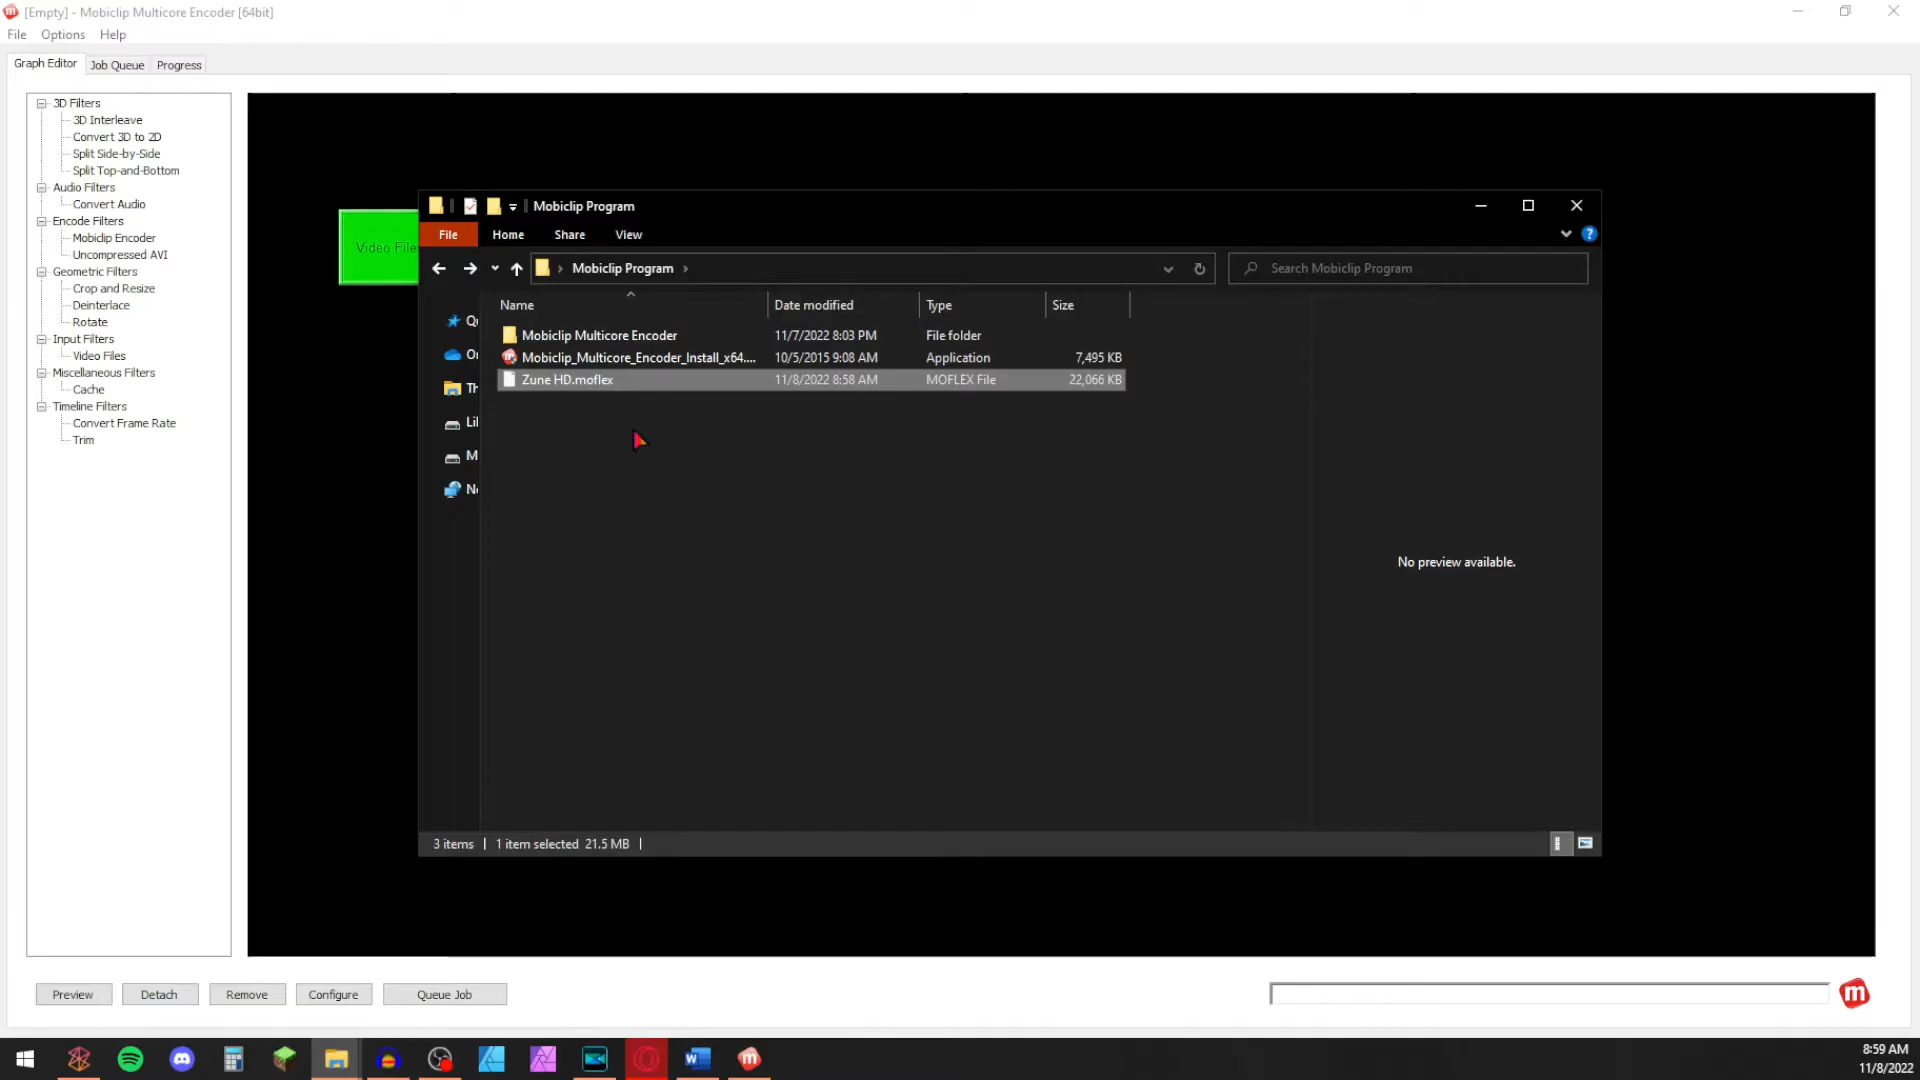 [Empty] - Mobiclip Multicore Encoder [64bit]
File Options Help
Graph Editor Job Queue Progress
3D Filters
3D Interleave
Convert 3D to 2D
Split Side-by-Side
Split Top-and-Bottom
Audio Filters
Convert Audio
Encode Filters
Mobiclip Encoder
Uncompressed AVI
Geometric Filters
Crop and Resize
Deinterlace
Rotate
Input Filters
Video Files
Miscellaneous Filters
Cache
Timeline Filters
Convert Frame Rate
Trim
Video File
Mobiclip Program
File Home Share View
Mobiclip Program
Search Mobiclip Program
Name Date modified Type Size
Mobiclip Multicore Encoder 11/7/2022 8:03 PM File folder
Mobiclip_Multicore_Encoder_Install_x64.... 10/5/2015 9:08 AM Application 7,495 KB
Zune HD.moflex 11/8/2022 8:58 AM MOFLEX File 22,066 KB
No preview available.
3 items 1 item selected 21.5 MB
Preview Detach Remove Configure Queue Job
8:59 AM
11/8/2022